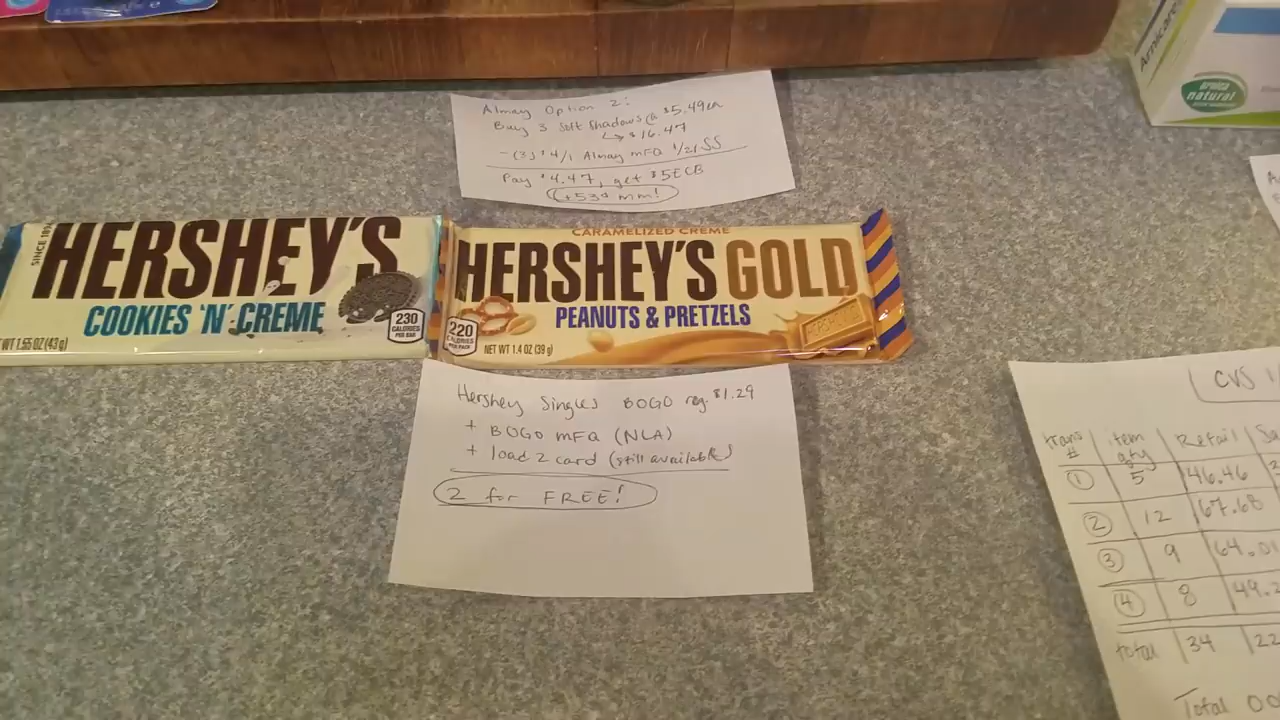 Arnicare
arnica
natural
Almay Option 2:
Buy 3 Soft Shadows @ $5.49ea
↳ $16.47
- (3) $4/1 Almay mfq 1/21 SS
Pay $4.47, get $5ECB
(+53¢ mm!)
SINCE
HERSHEY'S
COOKIES 'N' CREME
230
CALORIES
PER BAR
WT 1.55 OZ (43 g)
CARAMELIZED CREME
HERSHEY'S GOLD
PEANUTS & PRETZELS
220
CALORIES
PER PACK
NET WT 1.4 OZ (39 g)
HERSHEY'S
Hershey Singles BOGO reg. $1.29
+ BOGO mfq (NLA)
+ load 2 card (still available)
2 for FREE!
CVS
trans # item qty Retail
1 5 46.46
2 12 67.68
3 9 64.01
4 8 49.2
total 34 22
Total